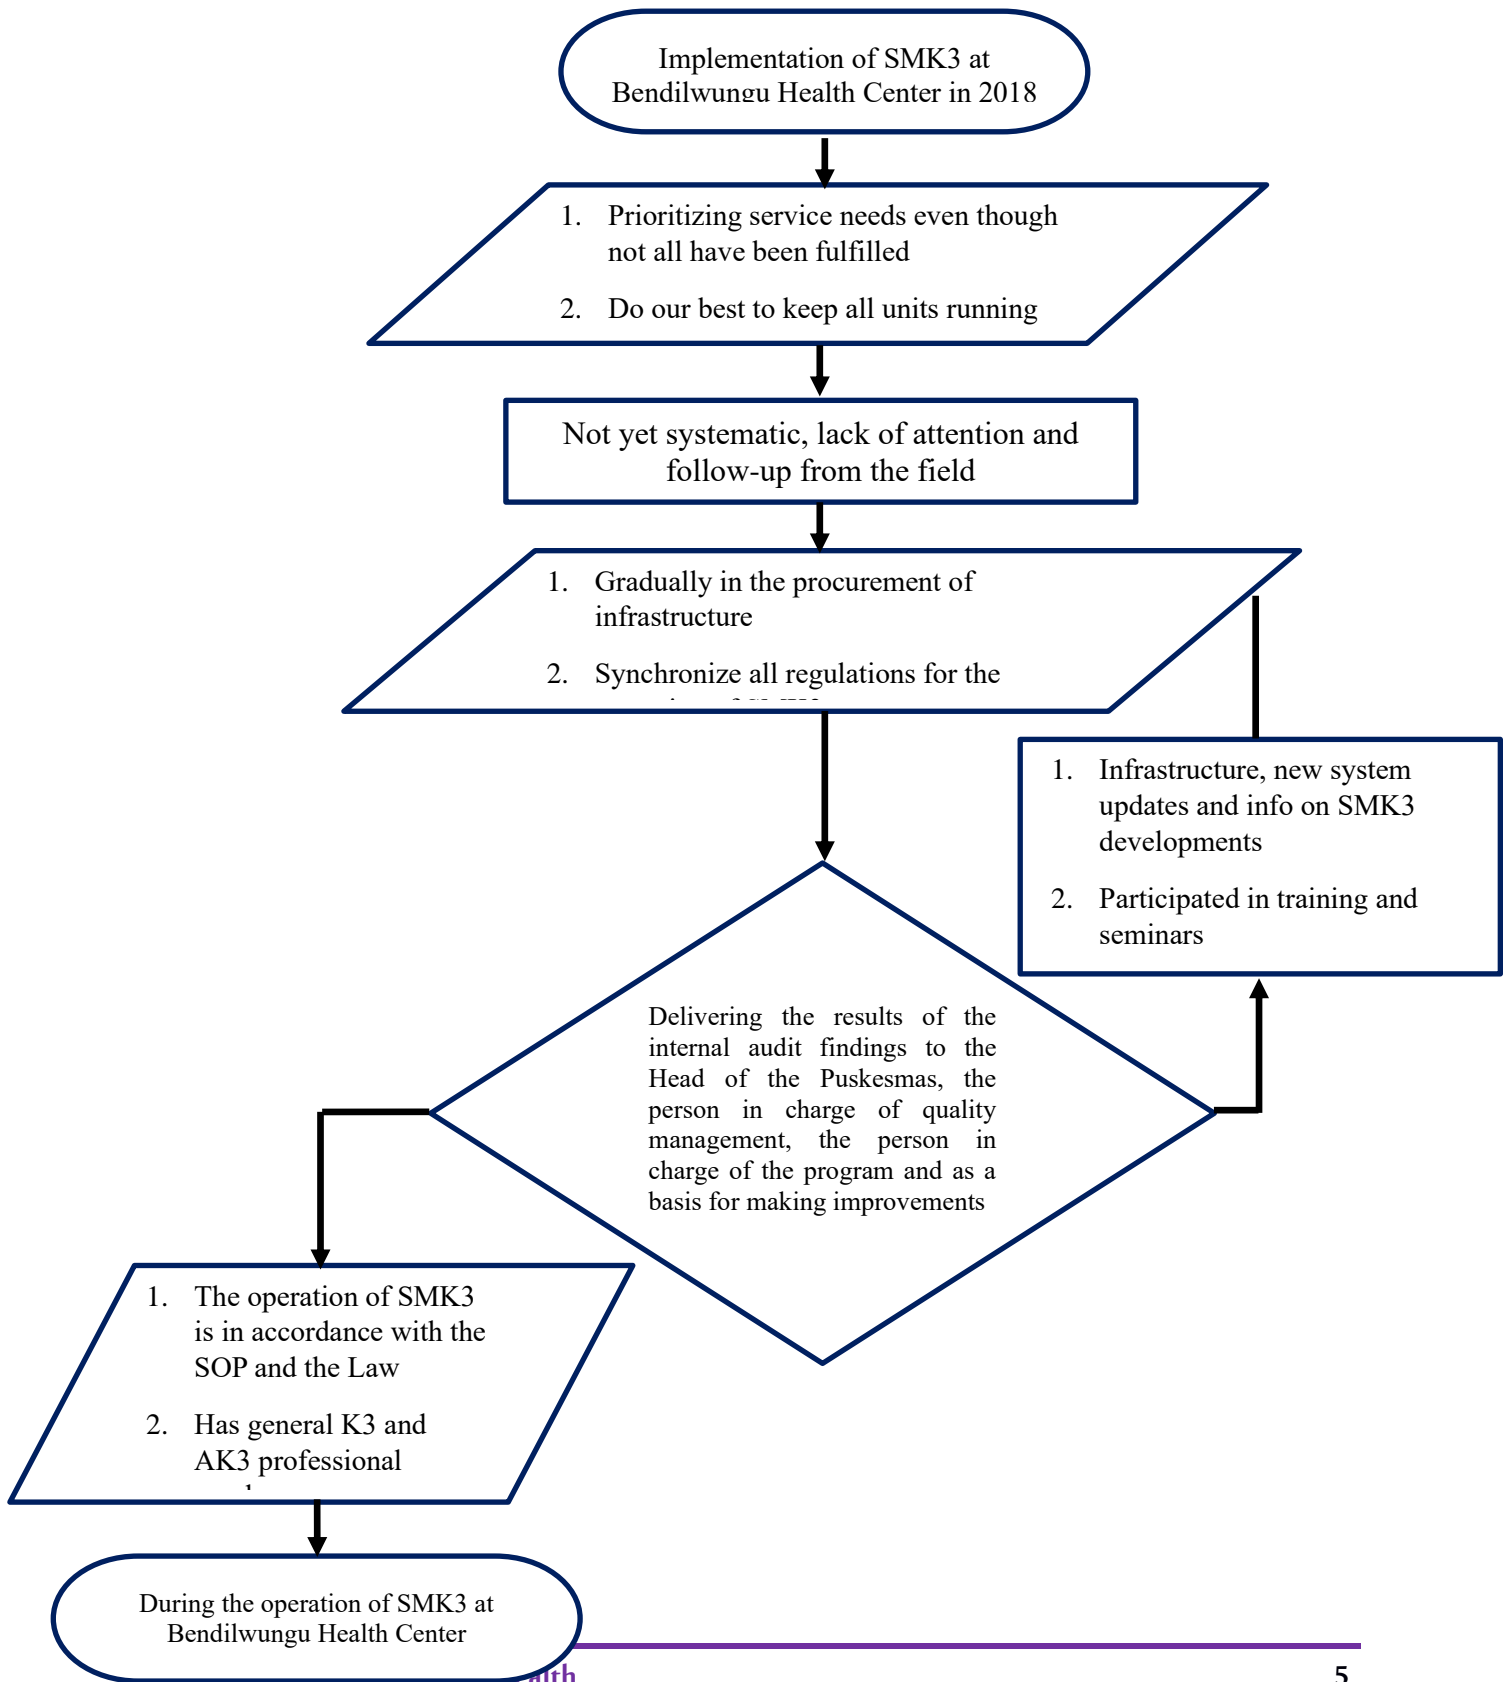 Implementation of SMK3 at
Bendilwungu Health Center in 2018
1. Prioritizing service needs even though
not all have been fulfilled
2. Do our best to keep all units running
Not yet systematic, lack of attention and
follow-up from the field
1. Gradually in the procurement of
infrastructure
2. Synchronize all regulations for the
1. Infrastructure, new system
updates and info on SMK3
developments
2. Participated in training and
seminars
Delivering the results of the
internal audit findings to the
Head of the Puskesmas, the
person in charge of quality
management, the person in
charge of the program and as a
basis for making improvements
1. The operation of SMK3
is in accordance with the
SOP and the Law
2. Has general K3 and
AK3 professional
During the operation of SMK3 at
Bendilwungu Health Center
5